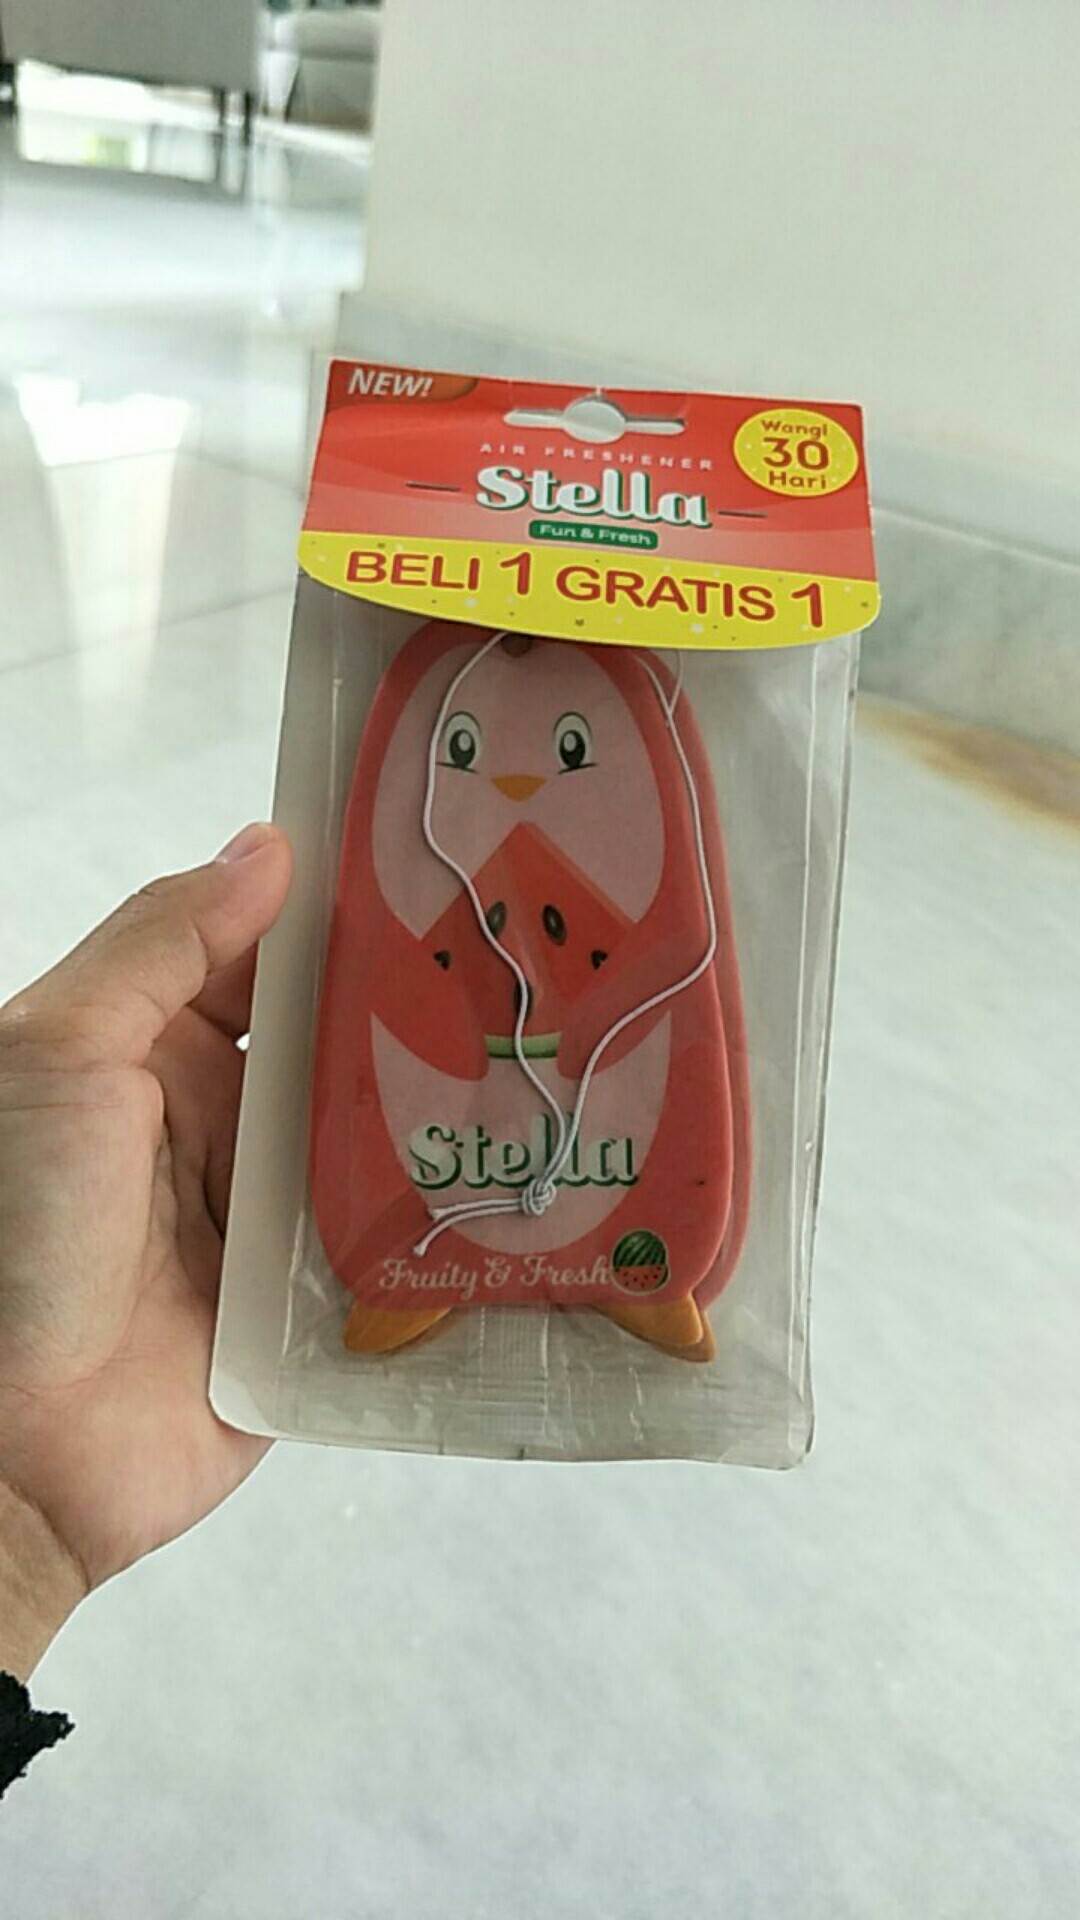 NEW!
AIR FRESHENER
Stella
Fun & Fresh
Wangi
30
Hari
BELI 1 GRATIS 1
Stella
Fruity & Fresh